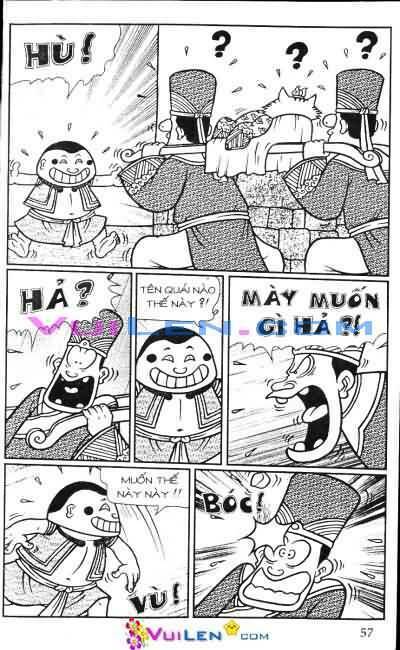 HÙ!
?
?
?
HẢ?
TÊN QUÁI NÀO
THẾ NÀY?!
MÀY MUỐN
GÌ HẢ?!
VUILEN.COM
MUỐN THẾ
NÀY NÀY!!
VÙ!
BÓC!
57
VUILEN.COM